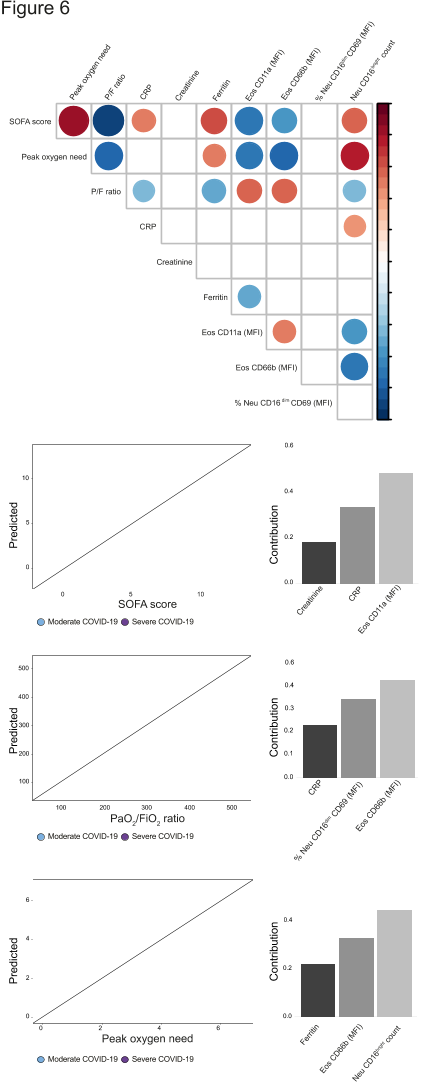 Figure 6
Peak oxygen need
P/F ratio
CRP
Creatinine
Ferritin
Eos CD11a (MFI)
Eos CD66b (MFI)
% Neu CD16dim CD69 (MFI)
Neu CD16bright count
SOFA score
Peak oxygen need
P/F ratio
CRP
Creatinine
Ferritin
Eos CD11a (MFI)
Eos CD66b (MFI)
% Neu CD16 dim CD69 (MFI)
Predicted
10
5
0
0 5 10
SOFA score
Moderate COVID-19 Severe COVID-19
Contribution
0.6
0.4
0.2
0.0
Creatinine
CRP
Eos CD11a (MFI)
Predicted
500
400
300
200
100
100 200 300 400 500
PaO2/FiO2 ratio
Moderate COVID-19 Severe COVID-19
Contribution
0.6
0.4
0.3
0.2
0.1
0.0
CRP
% Neu CD16dim CD69 (MFI)
Eos CD66b (MFI)
Predicted
6
4
2
0
0 2 4 6
Peak oxygen need
Moderate COVID-19 Severe COVID-19
Contribution
0.4
0.2
0.0
Ferritin
Eos CD66b (MFI)
Neu CD16bright count